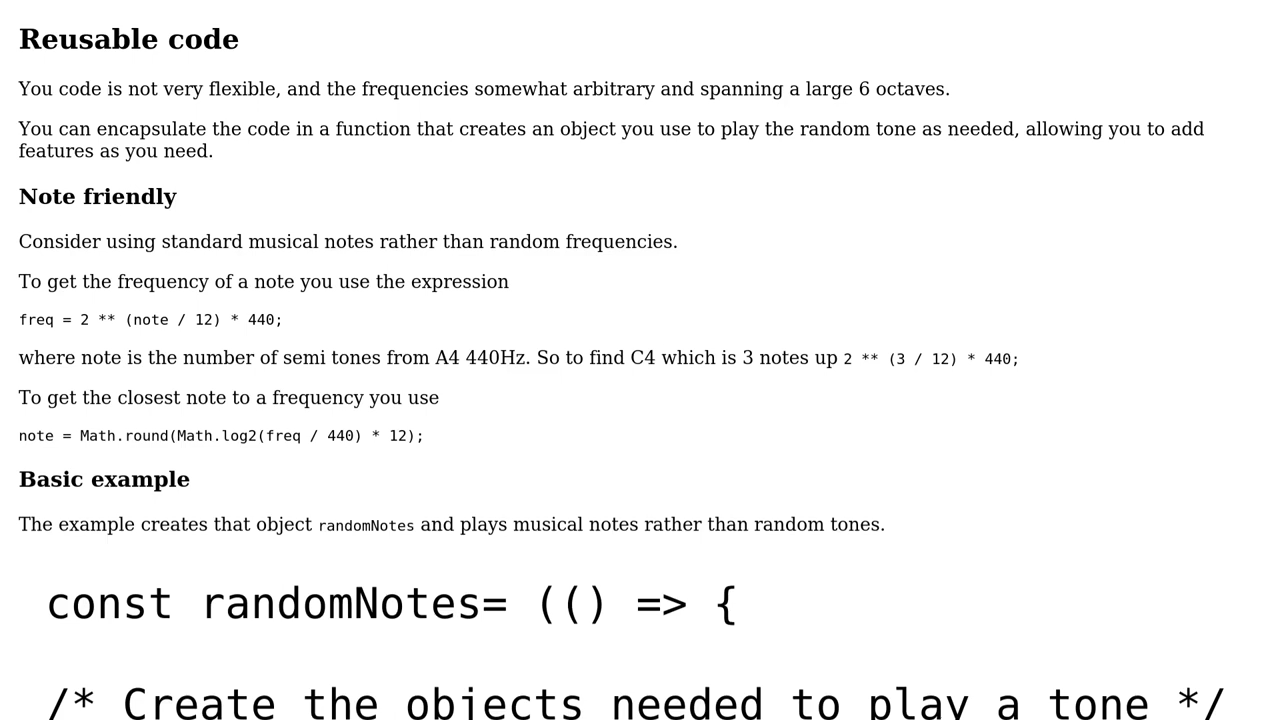 Reusable code
You code is not very flexible, and the frequencies somewhat arbitrary and spanning a large 6 octaves.
You can encapsulate the code in a function that creates an object you use to play the random tone as needed, allowing you to add
features as you need.
Note friendly
Consider using standard musical notes rather than random frequencies.
To get the frequency of a note you use the expression
freq = 2 ** (note / 12) * 440;
where note is the number of semi tones from A4 440Hz. So to find C4 which is 3 notes up 2 ** (3 / 12) * 440;
To get the closest note to a frequency you use
note = Math.round(Math.log2(freq / 440) * 12);
Basic example
The example creates that object randomNotes and plays musical notes rather than random tones.
const randomNotes= (() => {
/* Create the objects needed to play a tone */